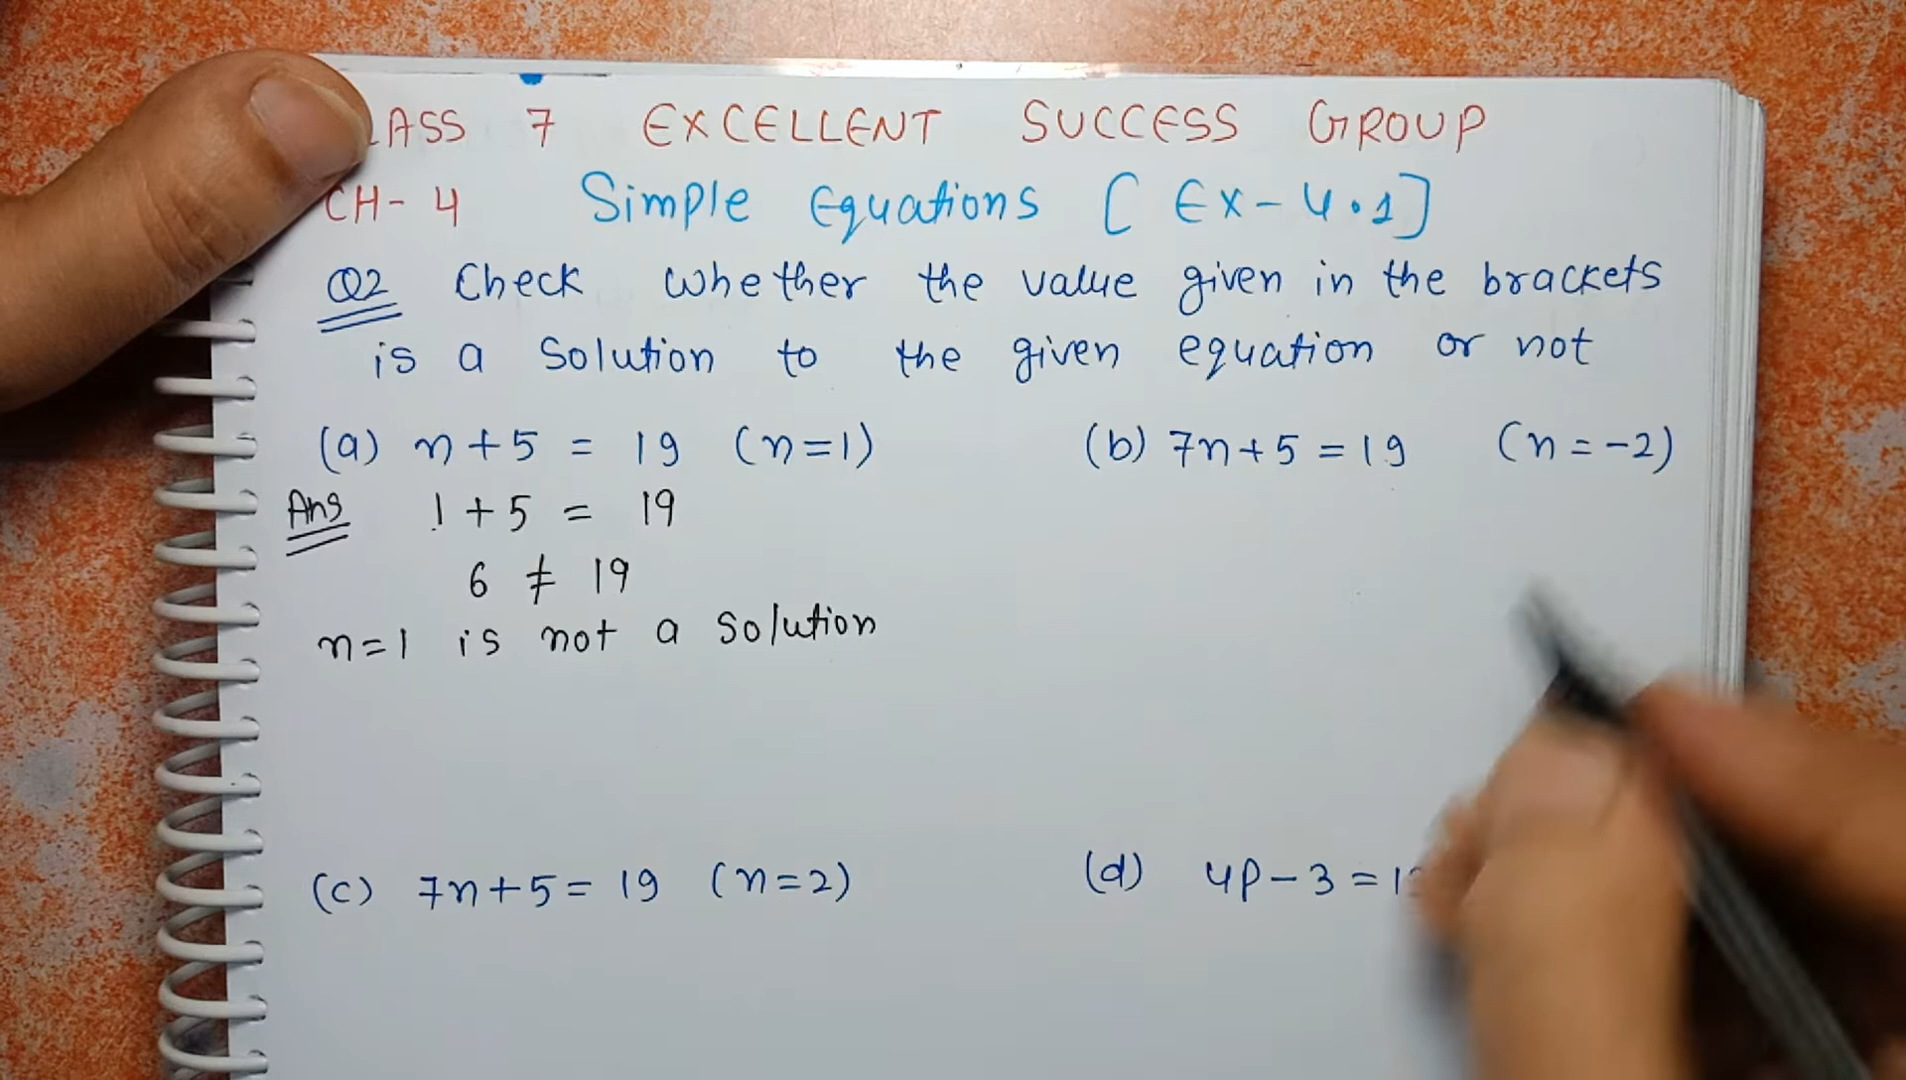 LASS 7 EXCELLENT SUCCESS GROUP
CH- 4 Simple Equations [Ex-4.1]
Q2 Check whether the value given in the brackets
is a Solution to the given equation or not
(a) n+5 = 19 (n=1)
(b) 7n+5=19 (n=-2)
Ans 1+5 = 19
6 ≠ 19
n=1 is not a Solution
(c) 7n+5= 19 (n=2)
(d) 4p-3=1